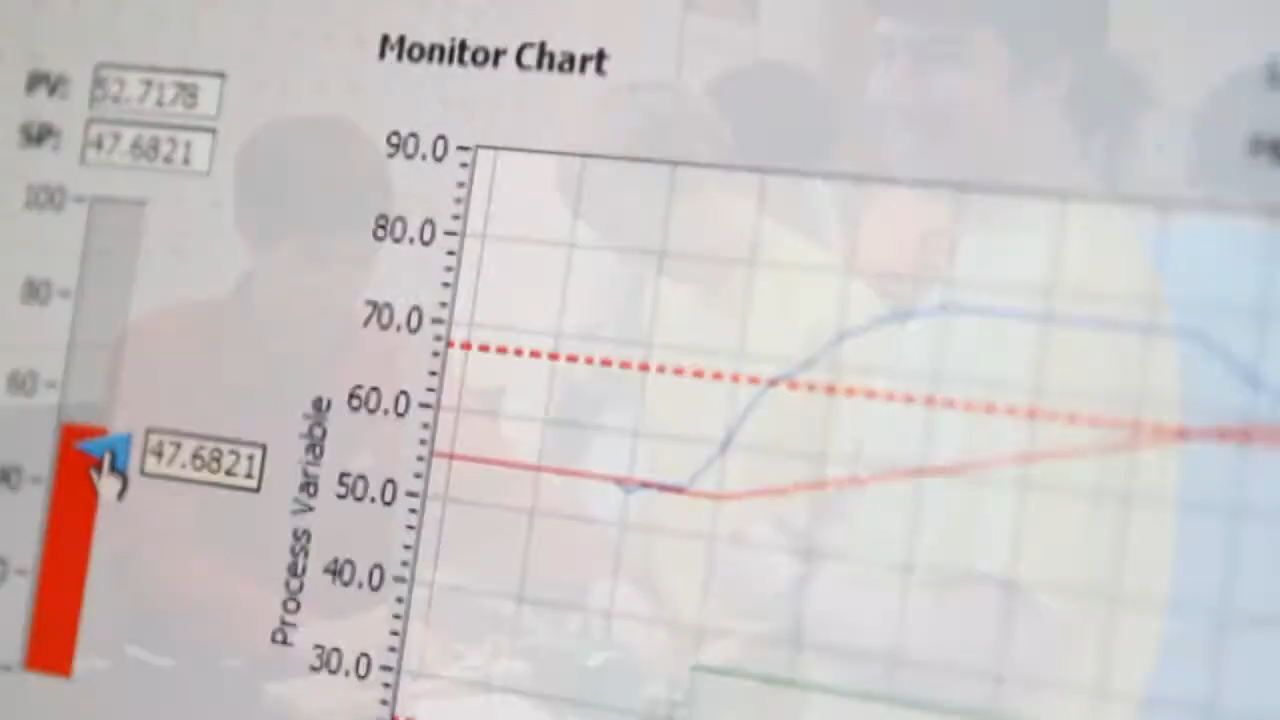 Monitor Chart
PV: 52.7178
SP: 47.6821
100
80
60
47.6821
90.0
80.0
70.0
60.0
50.0
40.0
30.0
Process Variable